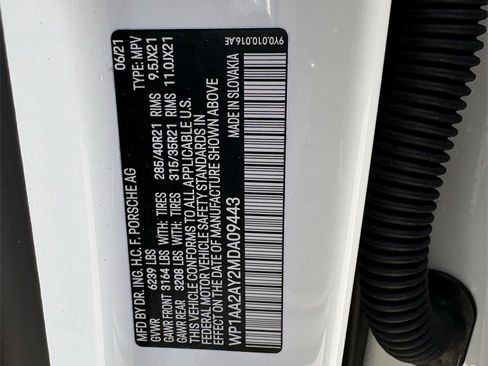 MFD BY DR. ING. H.C. F. PORSCHE AG 06/21
GVWR 6239 LBS TYPE: MPV
GAWR FRONT 3164 LBS WITH: TIRES 285/40R21 RIMS 9.5JX21
GAWR REAR 3208 LBS WITH: TIRES 315/35R21 RIMS 11.0JX21
THIS VEHICLE CONFORMS TO ALL APPLICABLE U.S.
FEDERAL MOTOR VEHICLE SAFETY STANDARDS IN
EFFECT ON THE DATE OF MANUFACTURE SHOWN ABOVE
WP1AA2AY2MDA09443 MADE IN SLOVAKIA
9Y0.010.016.AE